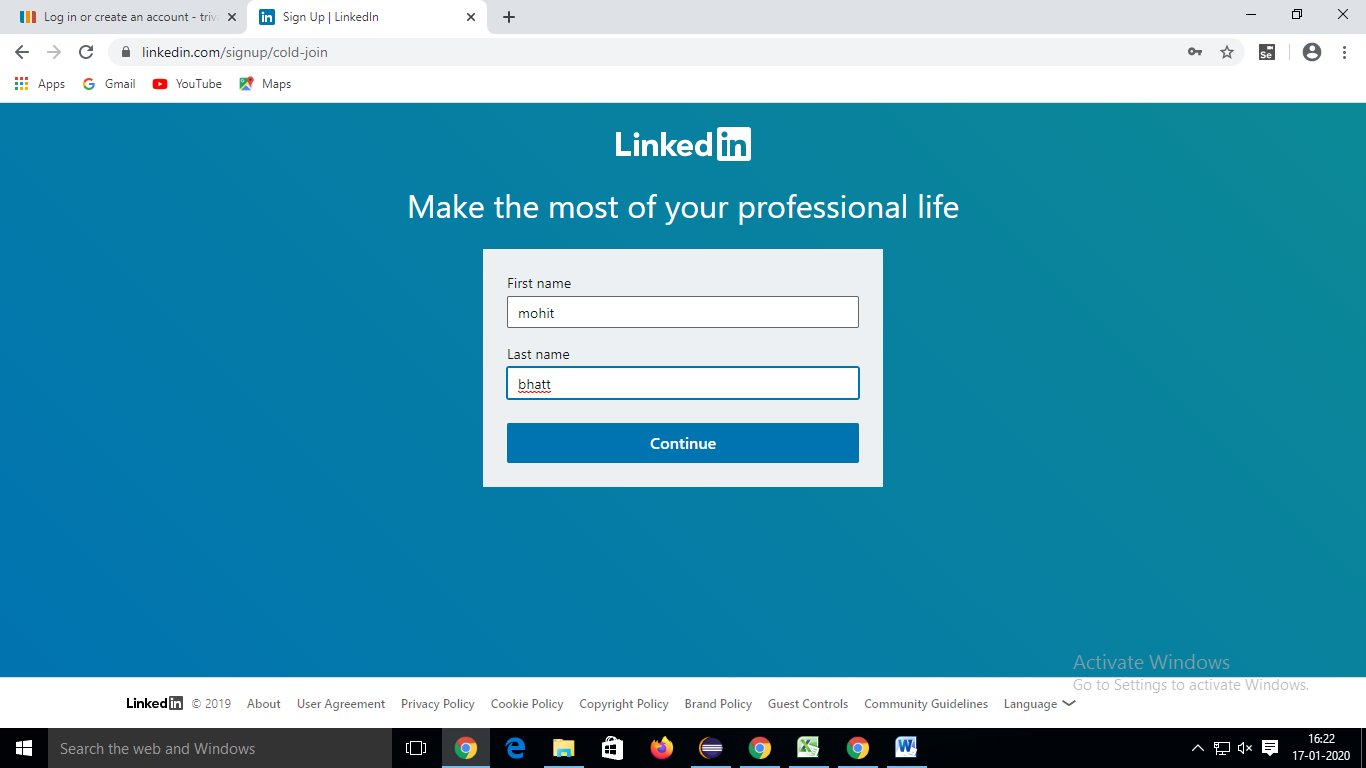 Log in or create an account - triv
Sign Up | LinkedIn
linkedin.com/signup/cold-join
Se
Apps Gmail YouTube Maps
Linked in
Make the most of your professional life
First name
mohit
Last name
bhatt
Continue
Activate Windows
Go to Settings to activate Windows.
Linked in © 2019 About User Agreement Privacy Policy Cookie Policy Copyright Policy Brand Policy Guest Controls Community Guidelines Language
Search the web and Windows
16:22
17-01-2020